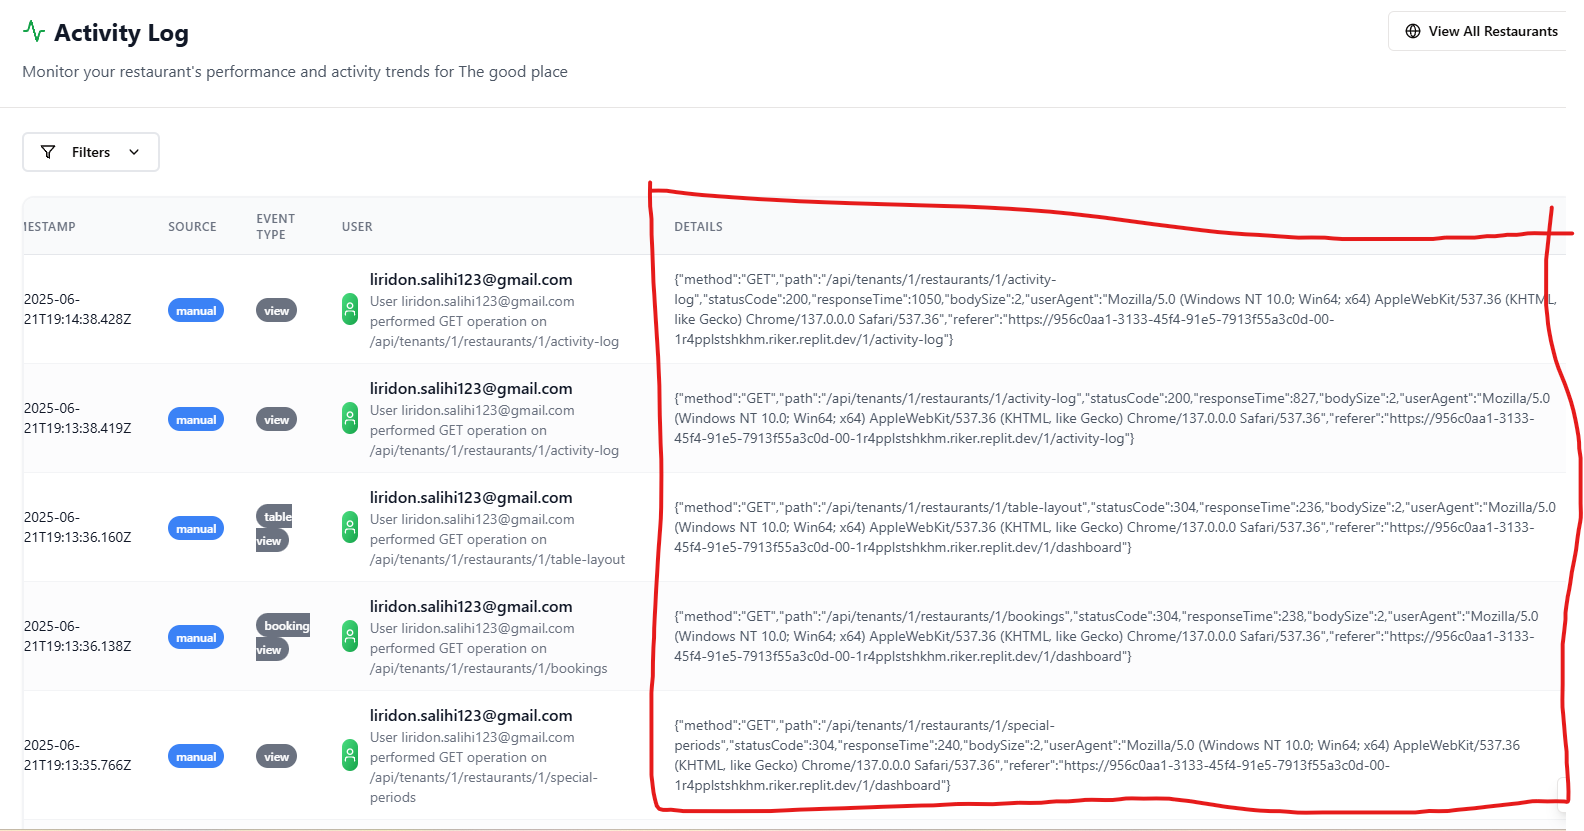 Activity Log
View All Restaurants
Monitor your restaurant's performance and activity trends for The good place
Filters
MESTAMP
SOURCE
EVENT
TYPE
USER
DETAILS
2025-06-
21T19:14:38.428Z
manual
view
liridon.salihi123@gmail.com
User liridon.salihi123@gmail.com
performed GET operation on
/api/tenants/1/restaurants/1/activity-log
{"method":"GET","path":"/api/tenants/1/restaurants/1/activity-
log","statusCode":200,"responseTime":1050,"bodySize":2,"userAgent":"Mozilla/5.0 (Windows NT 10.0; Win64; x64) AppleWebKit/537.36 (KHTML,
like Gecko) Chrome/137.0.0.0 Safari/537.36","referer":"https://956c0aa1-3133-45f4-91e5-7913f55a3c0d-00-
1r4pplstshkhm.riker.replit.dev/1/activity-log"}
2025-06-
21T19:13:38.419Z
manual
view
liridon.salihi123@gmail.com
User liridon.salihi123@gmail.com
performed GET operation on
/api/tenants/1/restaurants/1/activity-log
{"method":"GET","path":"/api/tenants/1/restaurants/1/activity-log","statusCode":200,"responseTime":827,"bodySize":2,"userAgent":"Mozilla/5.0
(Windows NT 10.0; Win64; x64) AppleWebKit/537.36 (KHTML, like Gecko) Chrome/137.0.0.0 Safari/537.36","referer":"https://956c0aa1-3133-
45f4-91e5-7913f55a3c0d-00-1r4pplstshkhm.riker.replit.dev/1/activity-log"}
2025-06-
21T19:13:36.160Z
manual
table
view
liridon.salihi123@gmail.com
User liridon.salihi123@gmail.com
performed GET operation on
/api/tenants/1/restaurants/1/table-layout
{"method":"GET","path":"/api/tenants/1/restaurants/1/table-layout","statusCode":304,"responseTime":236,"bodySize":2,"userAgent":"Mozilla/5.0
(Windows NT 10.0; Win64; x64) AppleWebKit/537.36 (KHTML, like Gecko) Chrome/137.0.0.0 Safari/537.36","referer":"https://956c0aa1-3133-
45f4-91e5-7913f55a3c0d-00-1r4pplstshkhm.riker.replit.dev/1/dashboard"}
2025-06-
21T19:13:36.138Z
manual
booking
view
liridon.salihi123@gmail.com
User liridon.salihi123@gmail.com
performed GET operation on
/api/tenants/1/restaurants/1/bookings
{"method":"GET","path":"/api/tenants/1/restaurants/1/bookings","statusCode":304,"responseTime":238,"bodySize":2,"userAgent":"Mozilla/5.0
(Windows NT 10.0; Win64; x64) AppleWebKit/537.36 (KHTML, like Gecko) Chrome/137.0.0.0 Safari/537.36","referer":"https://956c0aa1-3133-
45f4-91e5-7913f55a3c0d-00-1r4pplstshkhm.riker.replit.dev/1/dashboard"}
2025-06-
21T19:13:35.766Z
manual
view
liridon.salihi123@gmail.com
User liridon.salihi123@gmail.com
performed GET operation on
/api/tenants/1/restaurants/1/special-
periods
{"method":"GET","path":"/api/tenants/1/restaurants/1/special-
periods","statusCode":304,"responseTime":240,"bodySize":2,"userAgent":"Mozilla/5.0 (Windows NT 10.0; Win64; x64) AppleWebKit/537.36
(KHTML, like Gecko) Chrome/137.0.0.0 Safari/537.36","referer":"https://956c0aa1-3133-45f4-91e5-7913f55a3c0d-00-
1r4pplstshkhm.riker.replit.dev/1/dashboard"}